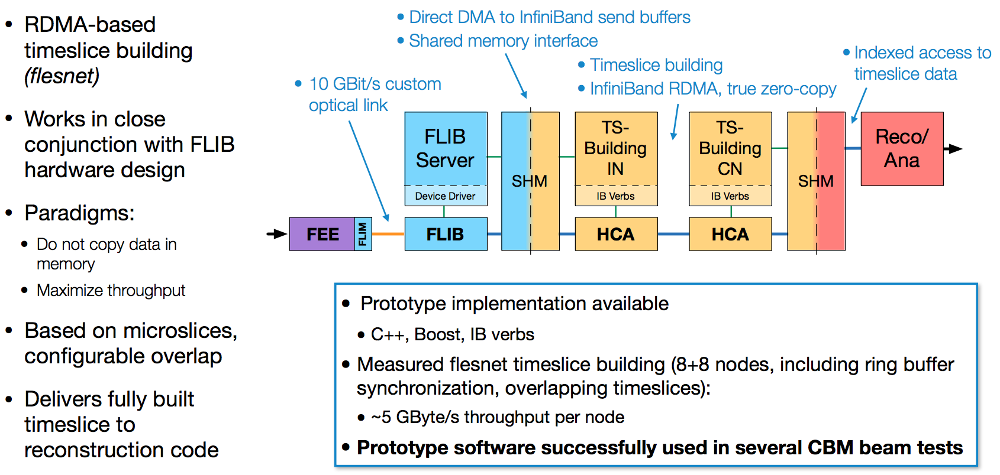 • RDMA-based
timeslice building
(flesnet)
• Works in close
conjunction with FLIB
hardware design
• Paradigms:
• Do not copy data in
memory
• Maximize throughput
• Based on microslices,
configurable overlap
• Delivers fully built
timeslice to
reconstruction code
• Direct DMA to InfiniBand send buffers
• Shared memory interface
• Timeslice building
• InfiniBand RDMA, true zero-copy
• Indexed access to
timeslice data
• 10 GBit/s custom
optical link
FLIB
Server
Device Driver
SHM
TS-
Building
IN
IB Verbs
TS-
Building
CN
IB Verbs
SHM
Reco/
Ana
FEE
FLIM
FLIB
HCA
HCA
• Prototype implementation available
• C++, Boost, IB verbs
• Measured flesnet timeslice building (8+8 nodes, including ring buffer
synchronization, overlapping timeslices):
• ~5 GByte/s throughput per node
• Prototype software successfully used in several CBM beam tests